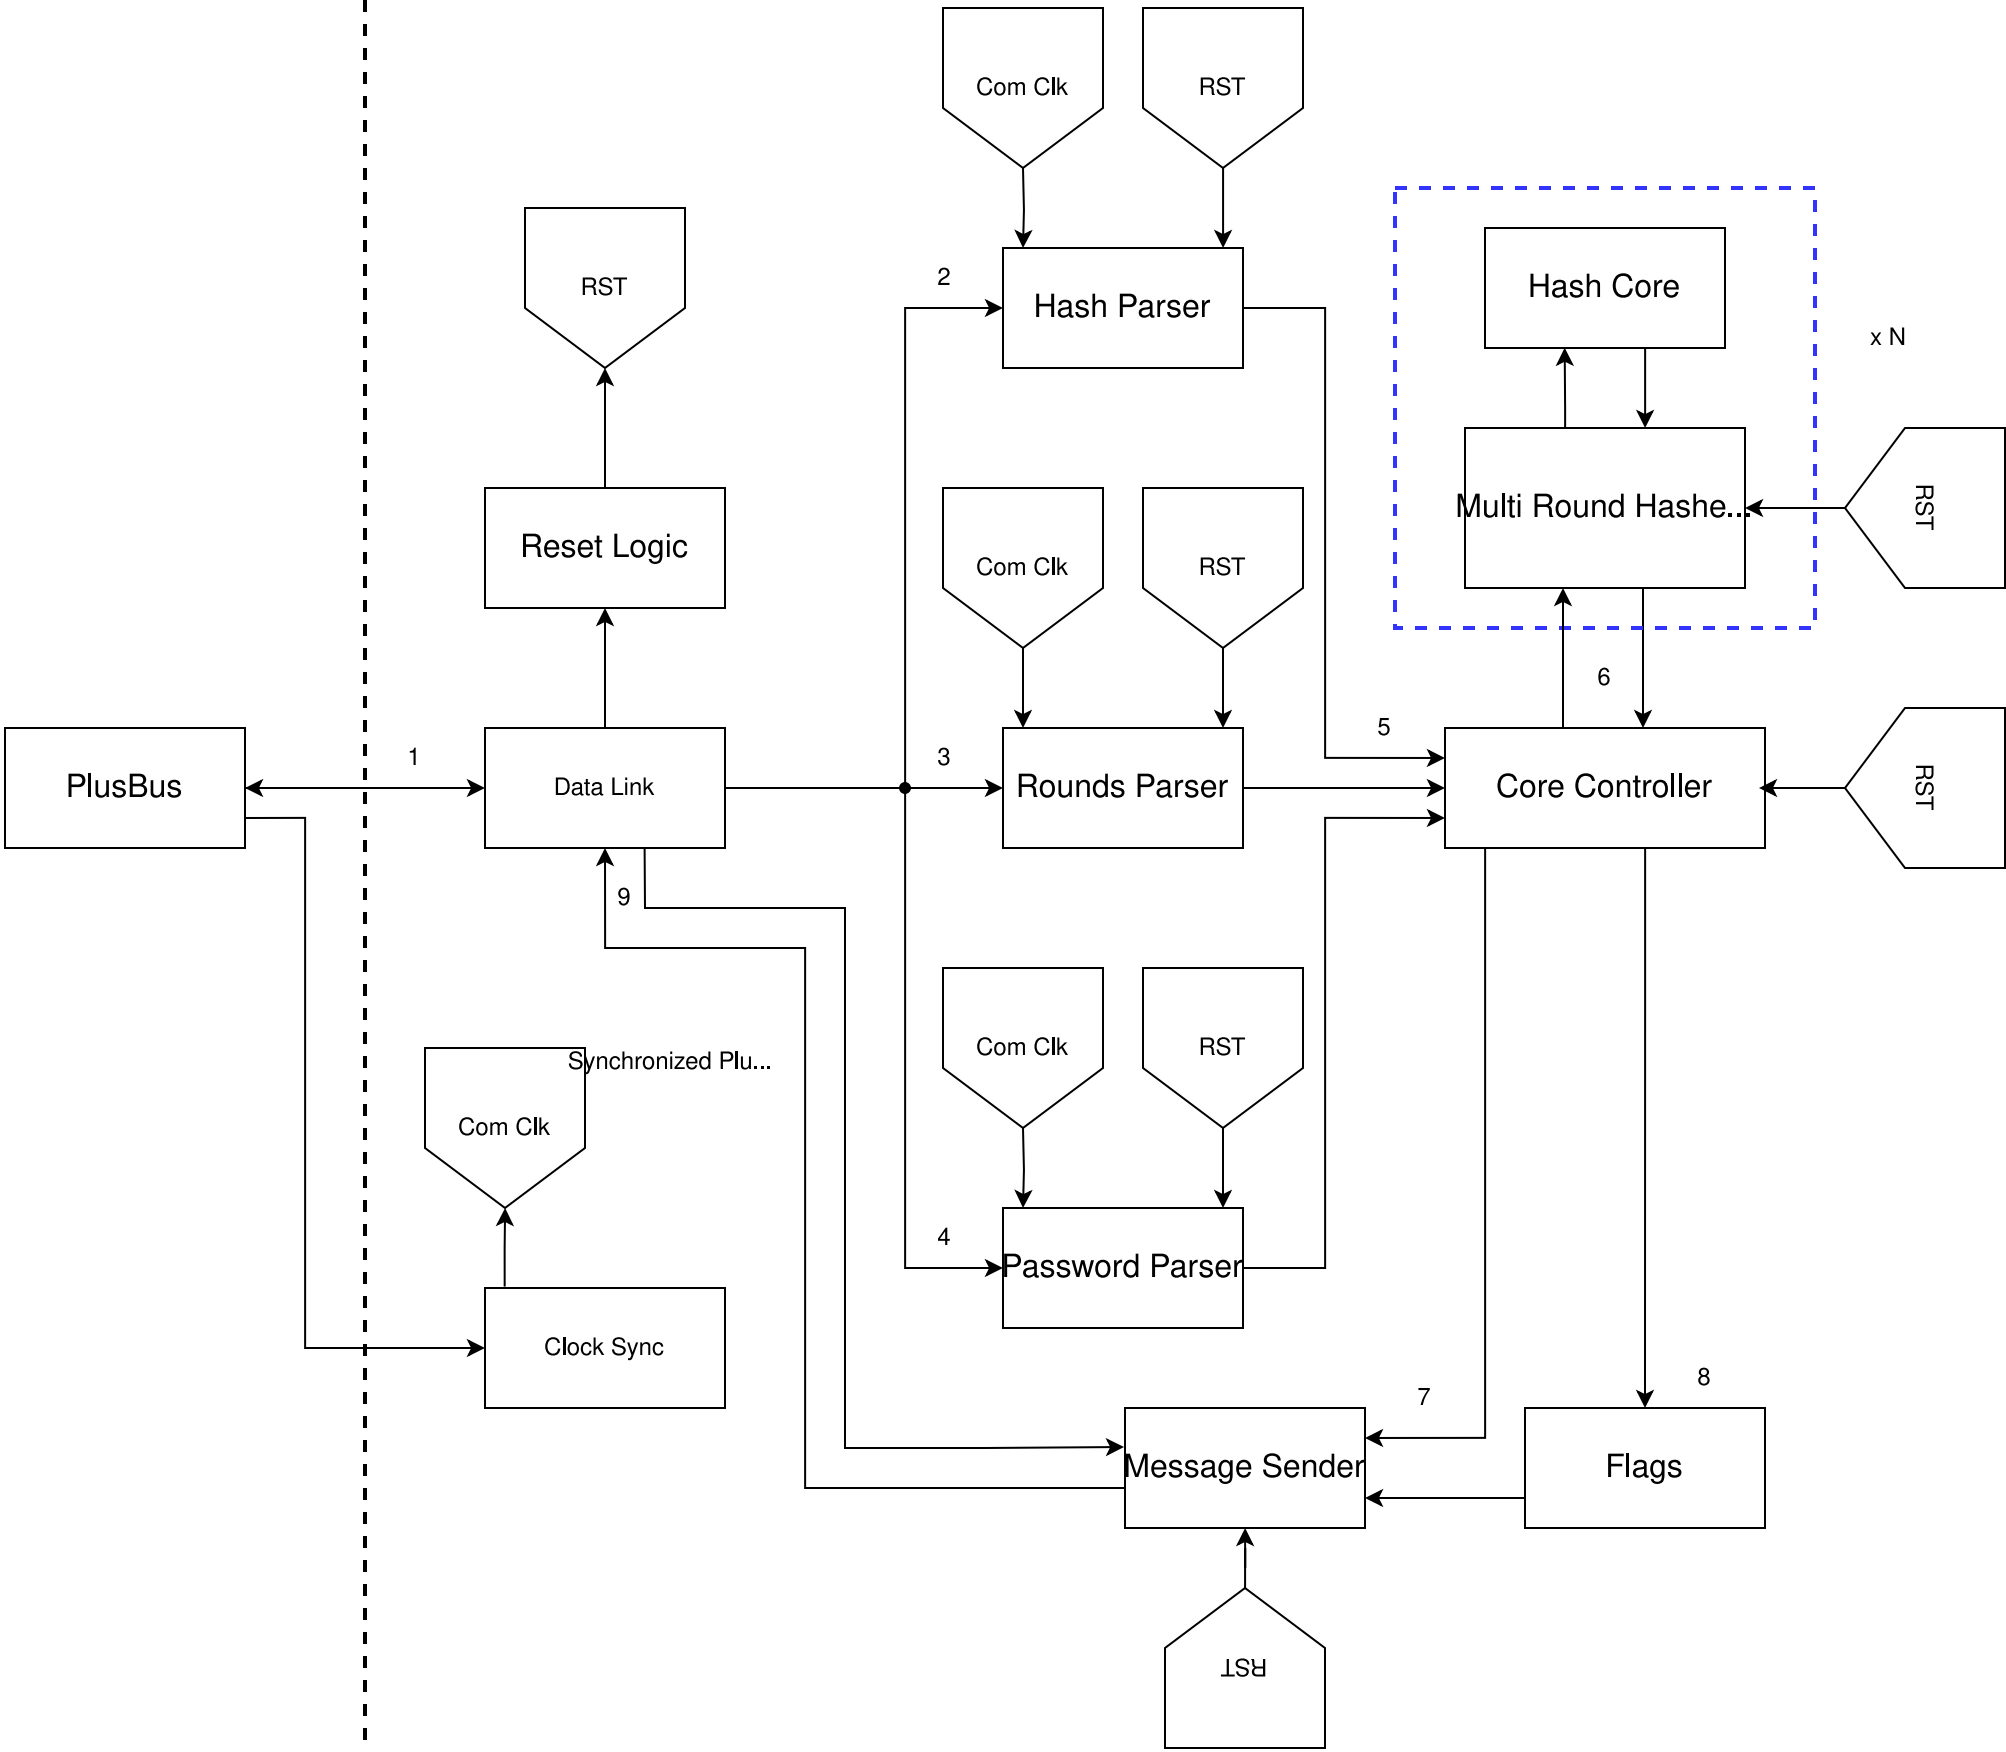 Com Clk
RST
RST
2
Hash Parser
Hash Core
x N
Com Clk
RST
Multi Round Hashe...
RST
Reset Logic
6
5
PlusBus
1
Data Link
3
Rounds Parser
Core Controller
RST
9
Com Clk
RST
Synchronized Plu...
Com Clk
4
Password Parser
Clock Sync
7
8
Message Sender
Flags
RST